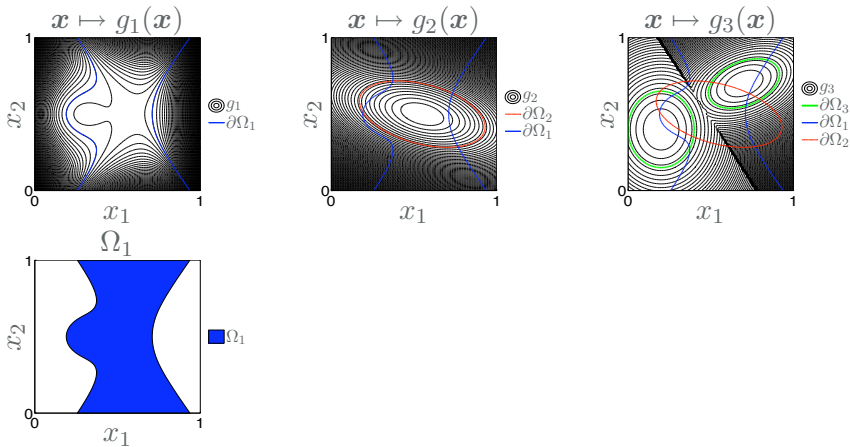 x ↦ g₁(x)
1
x₂
0
0
1
x₁
g₁
∂Ω₁
x ↦ g₂(x)
1
x₂
0
0
1
x₁
g₂
∂Ω₂
∂Ω₁
x ↦ g₃(x)
1
x₂
0
0
1
x₁
g₃
∂Ω₃
∂Ω₁
∂Ω₂
Ω₁
1
x₂
0
0
1
x₁
Ω₁